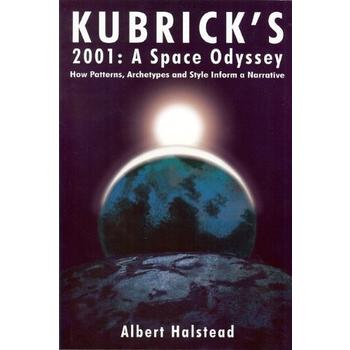 KUBRICK'S
2001: A Space Odyssey
How Patterns, Archetypes and Style Inform a Narrative
Albert Halstead